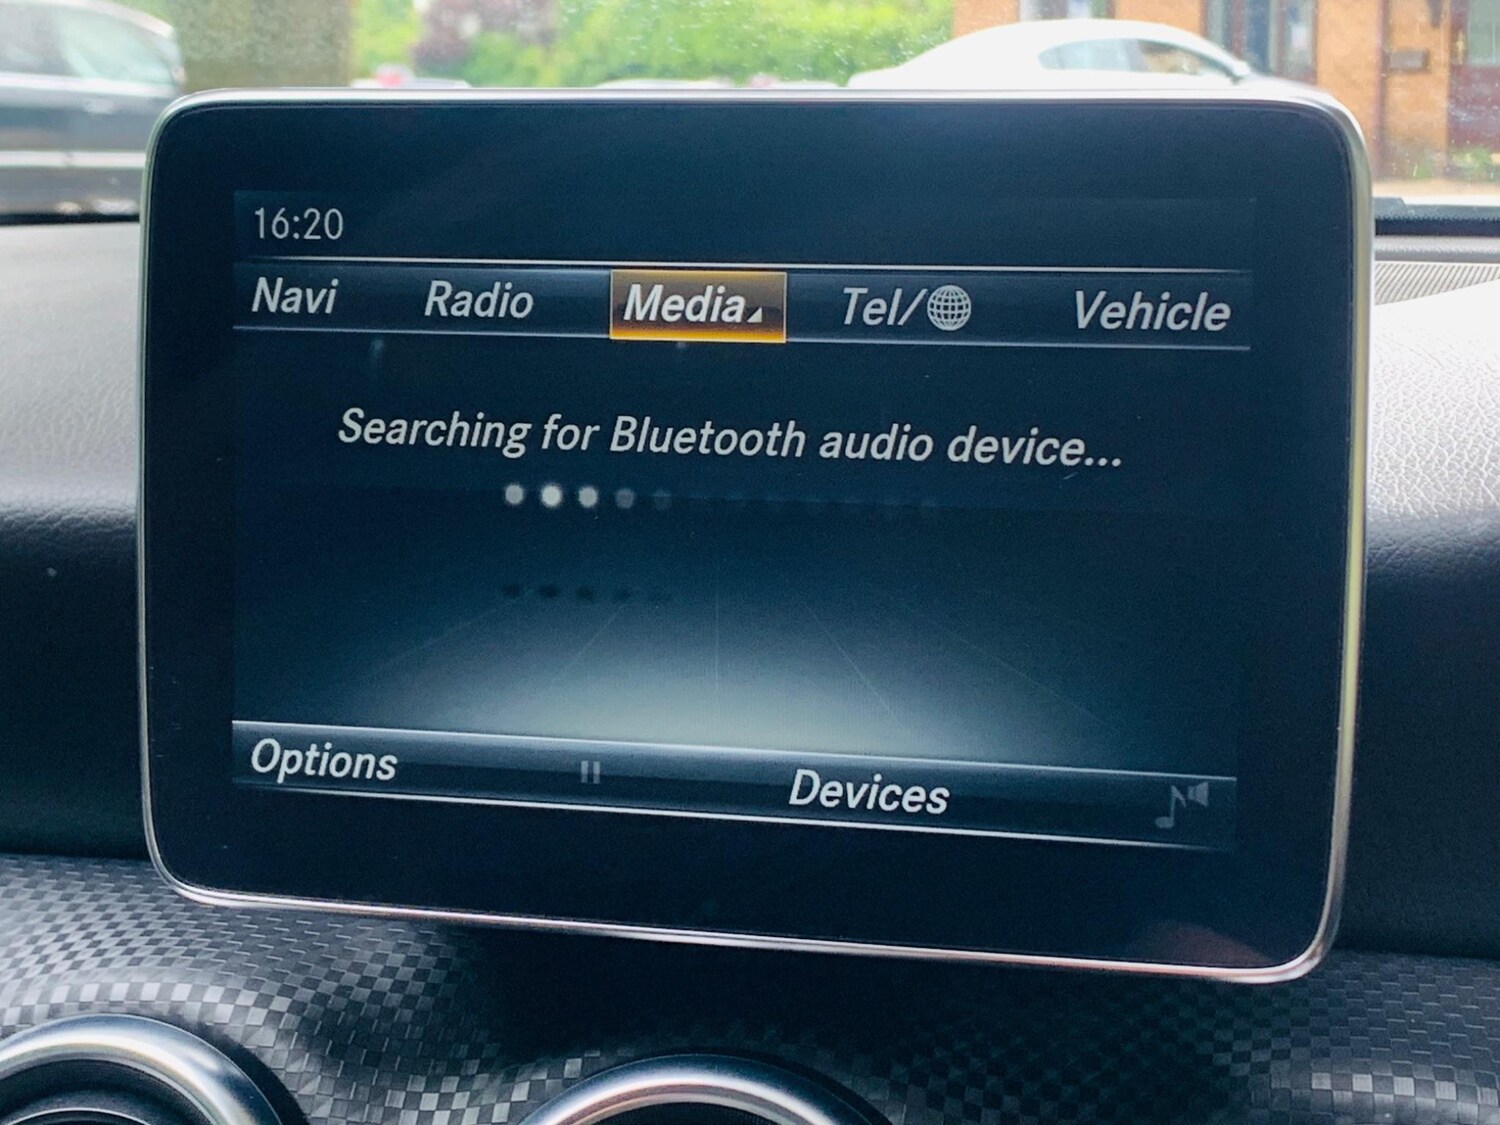 16:20
Navi Radio Media Tel/ Vehicle
Searching for Bluetooth audio device...
Options Devices